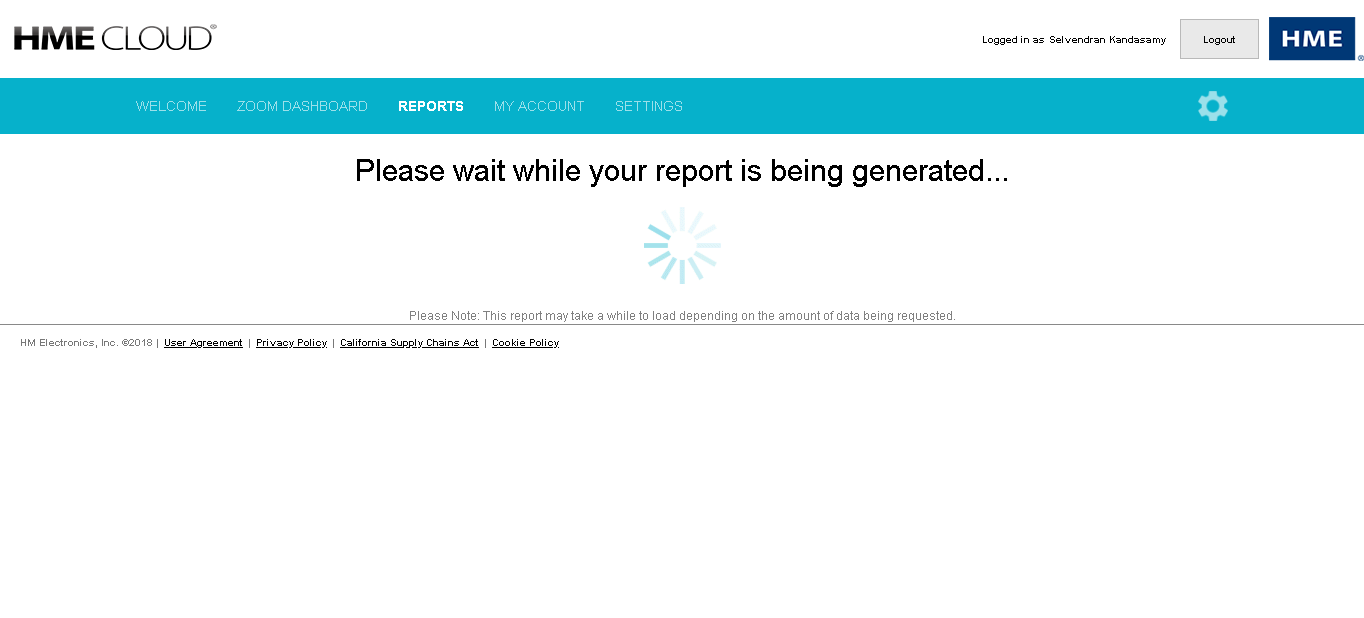 HME CLOUD®
Logged in as Selvendran Kandasamy
Logout
HME®
WELCOME ZOOM DASHBOARD REPORTS MY ACCOUNT SETTINGS
Please wait while your report is being generated...
Please Note: This report may take a while to load depending on the amount of data being requested.
HM Electronics, Inc. ©2018 | User Agreement | Privacy Policy | California Supply Chains Act | Cookie Policy